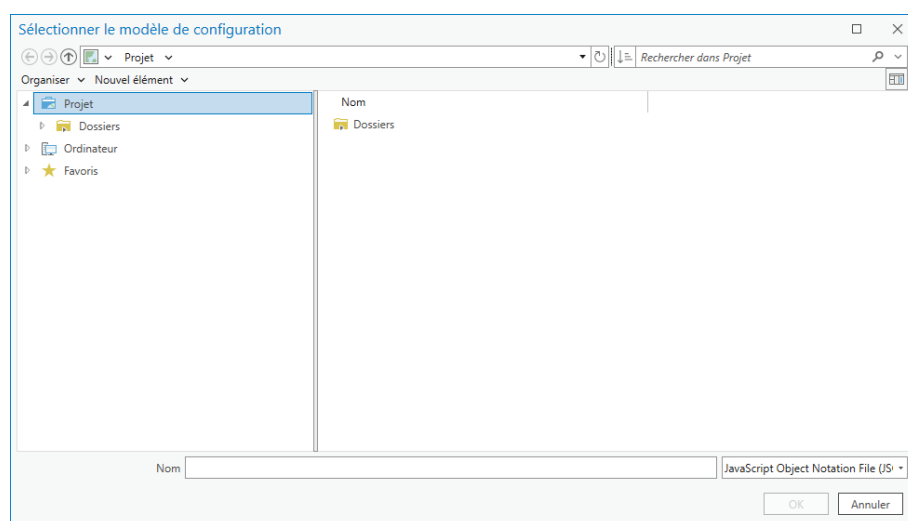 Sélectionner le modèle de configuration
Projet
Rechercher dans Projet
Organiser Nouvel élément
Projet
Dossiers
Ordinateur
Favoris
Nom
Dossiers
Nom
JavaScript Object Notation File (JS
OK Annuler